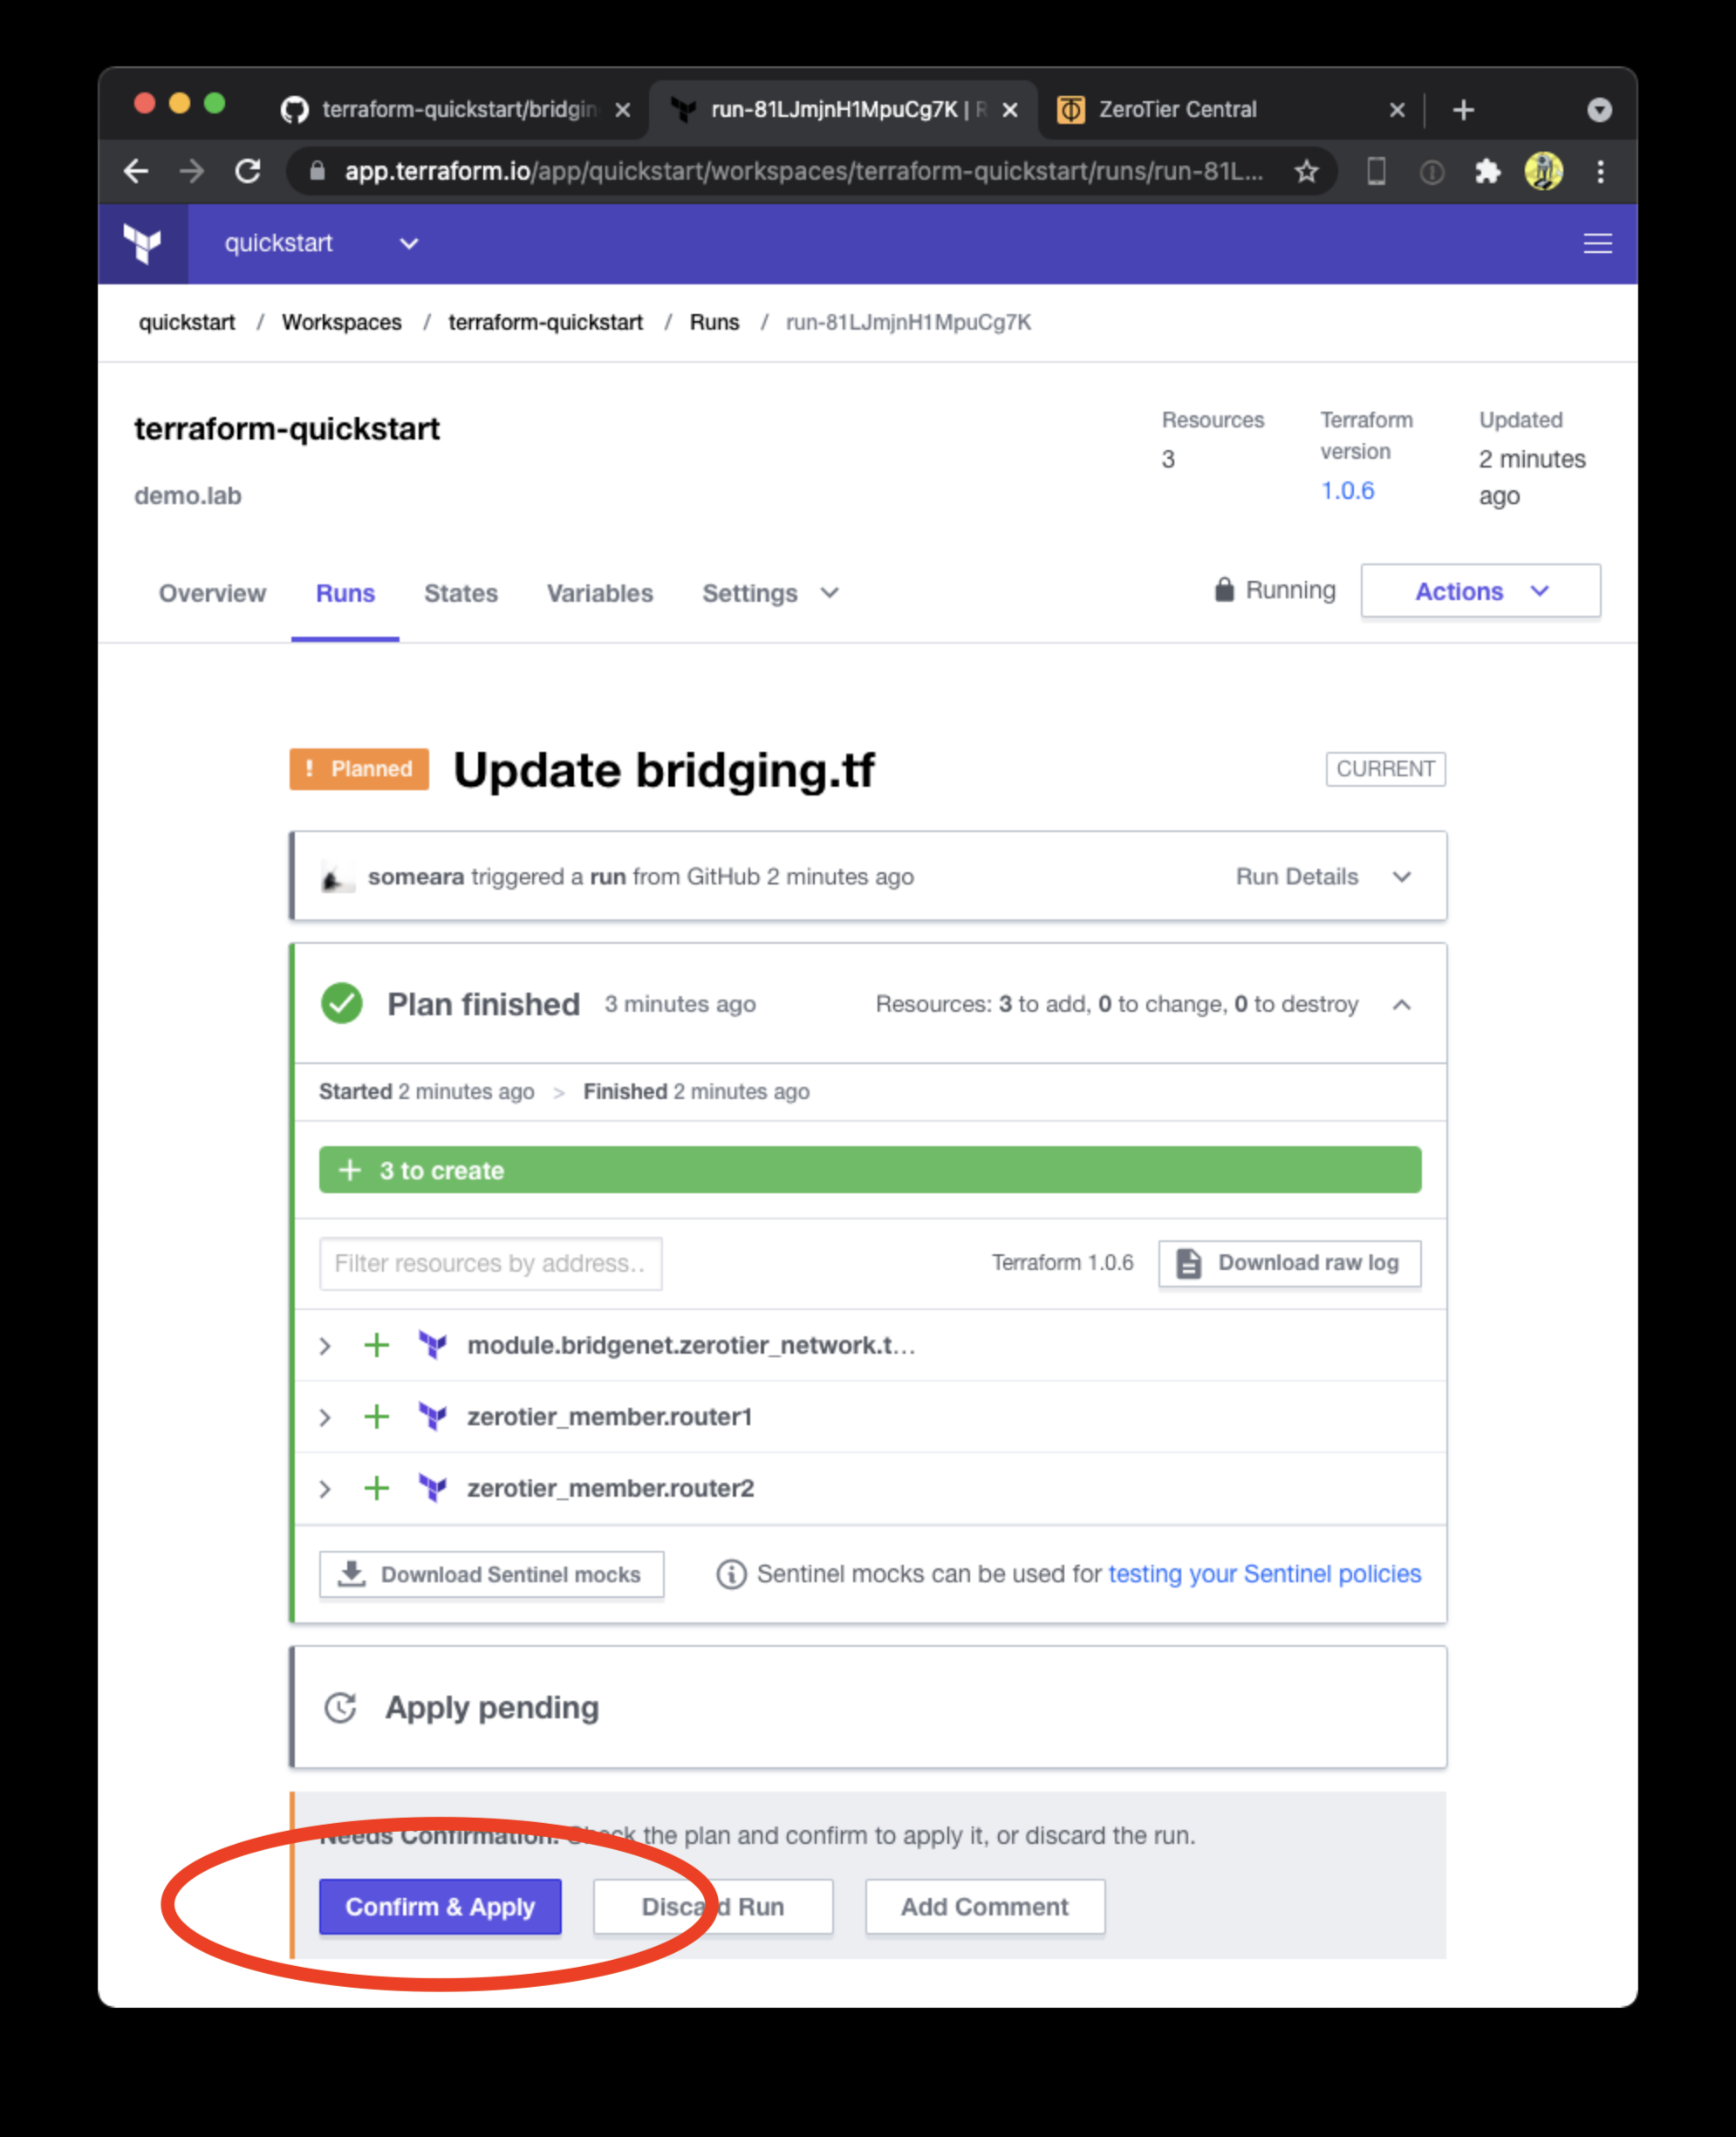 terraform-quickstart/bridgin
run-81LJmjnH1MpuCg7K | R
ZeroTier Central
app.terraform.io/app/quickstart/workspaces/terraform-quickstart/runs/run-81L...
quickstart
quickstart / Workspaces / terraform-quickstart / Runs / run-81LJmjnH1MpuCg7K
terraform-quickstart
demo.lab
Resources
3
Terraform
version
1.0.6
Updated
2 minutes
ago
Overview Runs States Variables Settings
Running
Actions
! Planned
Update bridging.tf
CURRENT
someara triggered a run from GitHub 2 minutes ago
Run Details
Plan finished 3 minutes ago
Resources: 3 to add, 0 to change, 0 to destroy
Started 2 minutes ago > Finished 2 minutes ago
+ 3 to create
Filter resources by address..
Terraform 1.0.6
Download raw log
module.bridgenet.zerotier_network.t...
zerotier_member.router1
zerotier_member.router2
Download Sentinel mocks
Sentinel mocks can be used for testing your Sentinel policies
Apply pending
Needs Confirmation: Check the plan and confirm to apply it, or discard the run.
Confirm & Apply
Discard Run
Add Comment